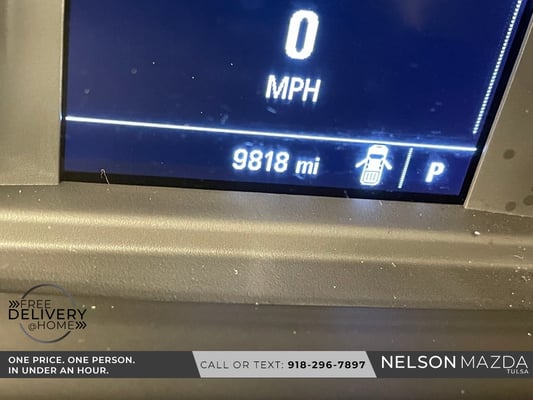 0
MPH
9818 mi
P
FREE
DELIVERY
@HOME
ONE PRICE. ONE PERSON.
IN UNDER AN HOUR.
CALL OR TEXT: 918-296-7897
NELSON MAZDA
TULSA